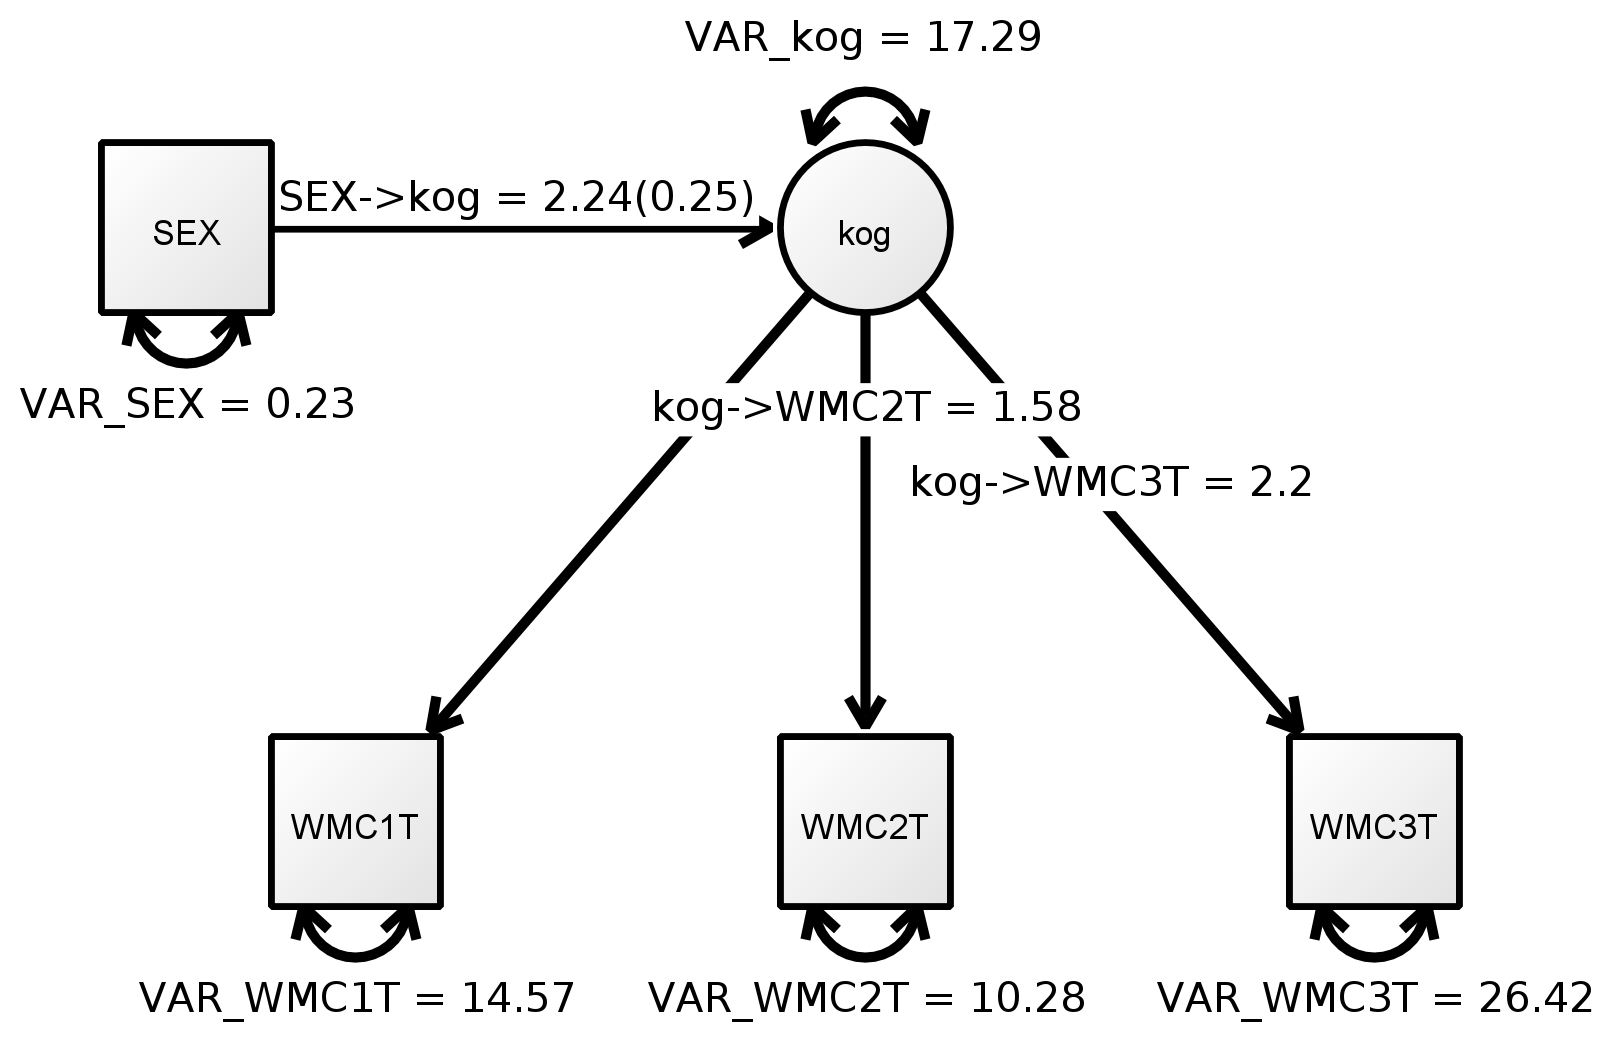 VAR_kog = 17.29
SEX->kog = 2.24(0.25)
SEX
kog
VAR_SEX = 0.23
kog->WMC2T = 1.58
kog->WMC3T = 2.2
WMC1T
WMC2T
WMC3T
VAR_WMC1T = 14.57
VAR_WMC2T = 10.28
VAR_WMC3T = 26.42